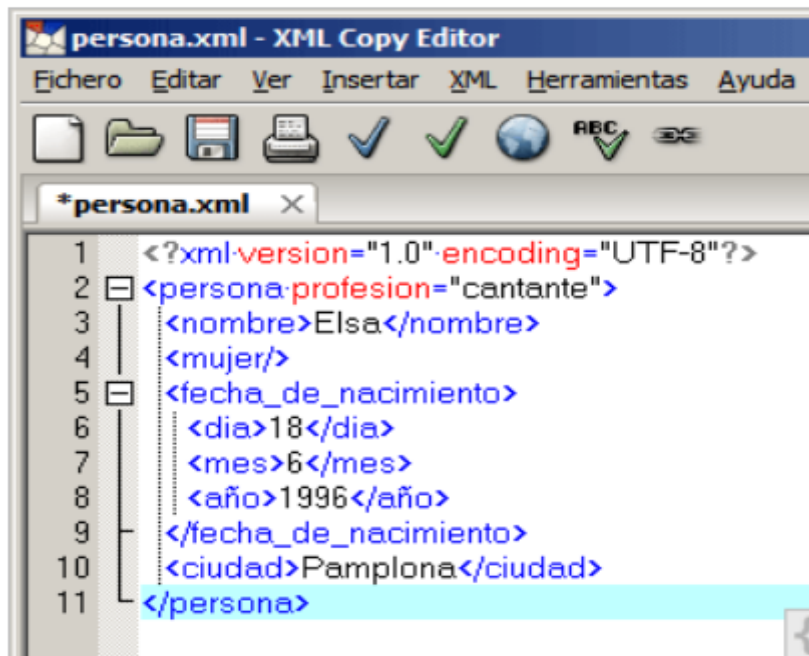 persona.xml - XML Copy Editor
Fichero Editar Ver Insertar XML Herramientas Ayuda
ABC
*persona.xml
1 <?xml version="1.0" encoding="UTF-8"?>
2 <persona profesion="cantante">
3 <nombre>Elsa</nombre>
4 <mujer/>
5 <fecha_de_nacimiento>
6 <dia>18</dia>
7 <mes>6</mes>
8 <año>1996</año>
9 </fecha_de_nacimiento>
10 <ciudad>Pamplona</ciudad>
11 </persona>